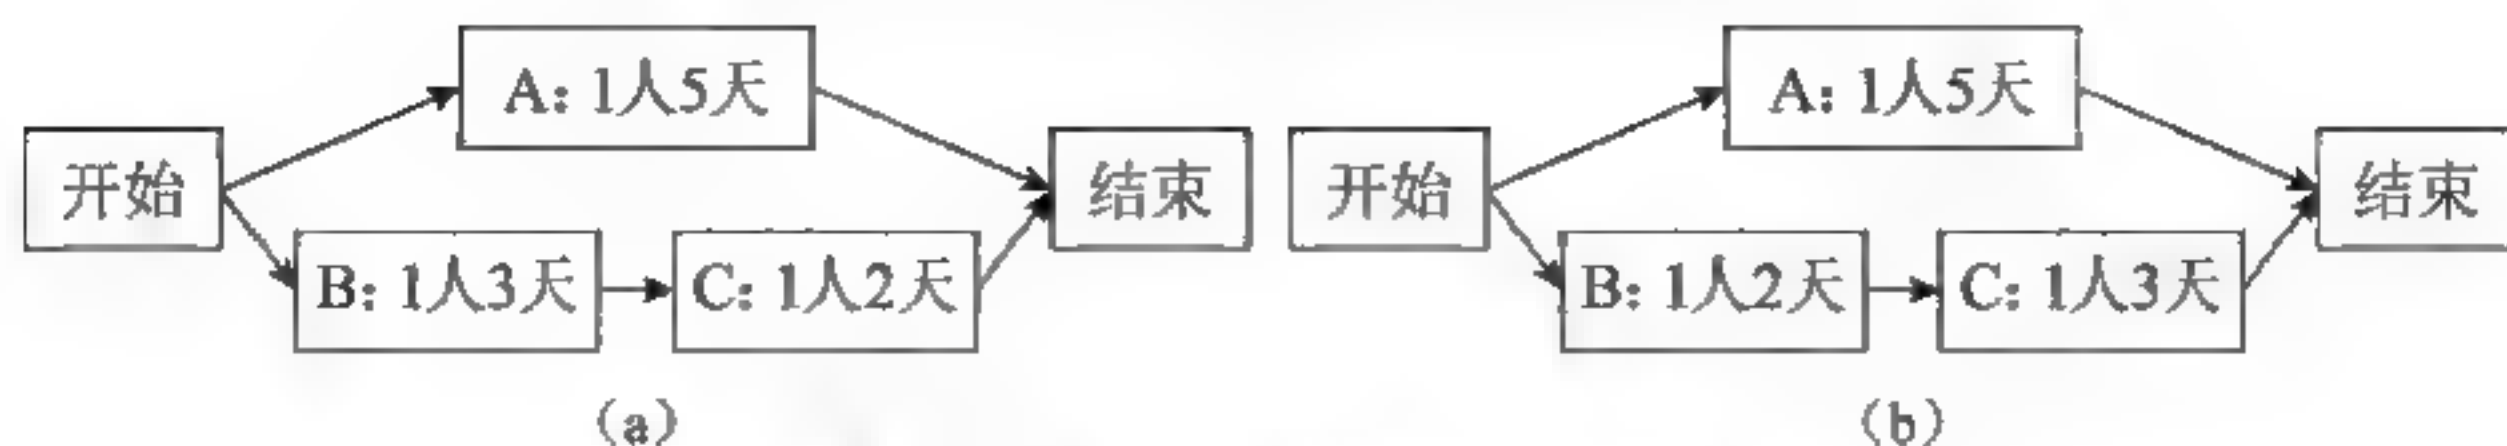 A: 1人5天
A: 1人5天
开始
结束
开始
结束
B: 1人3天
C: 1人2天
B: 1人2天
C: 1人3天
(a)
(b)